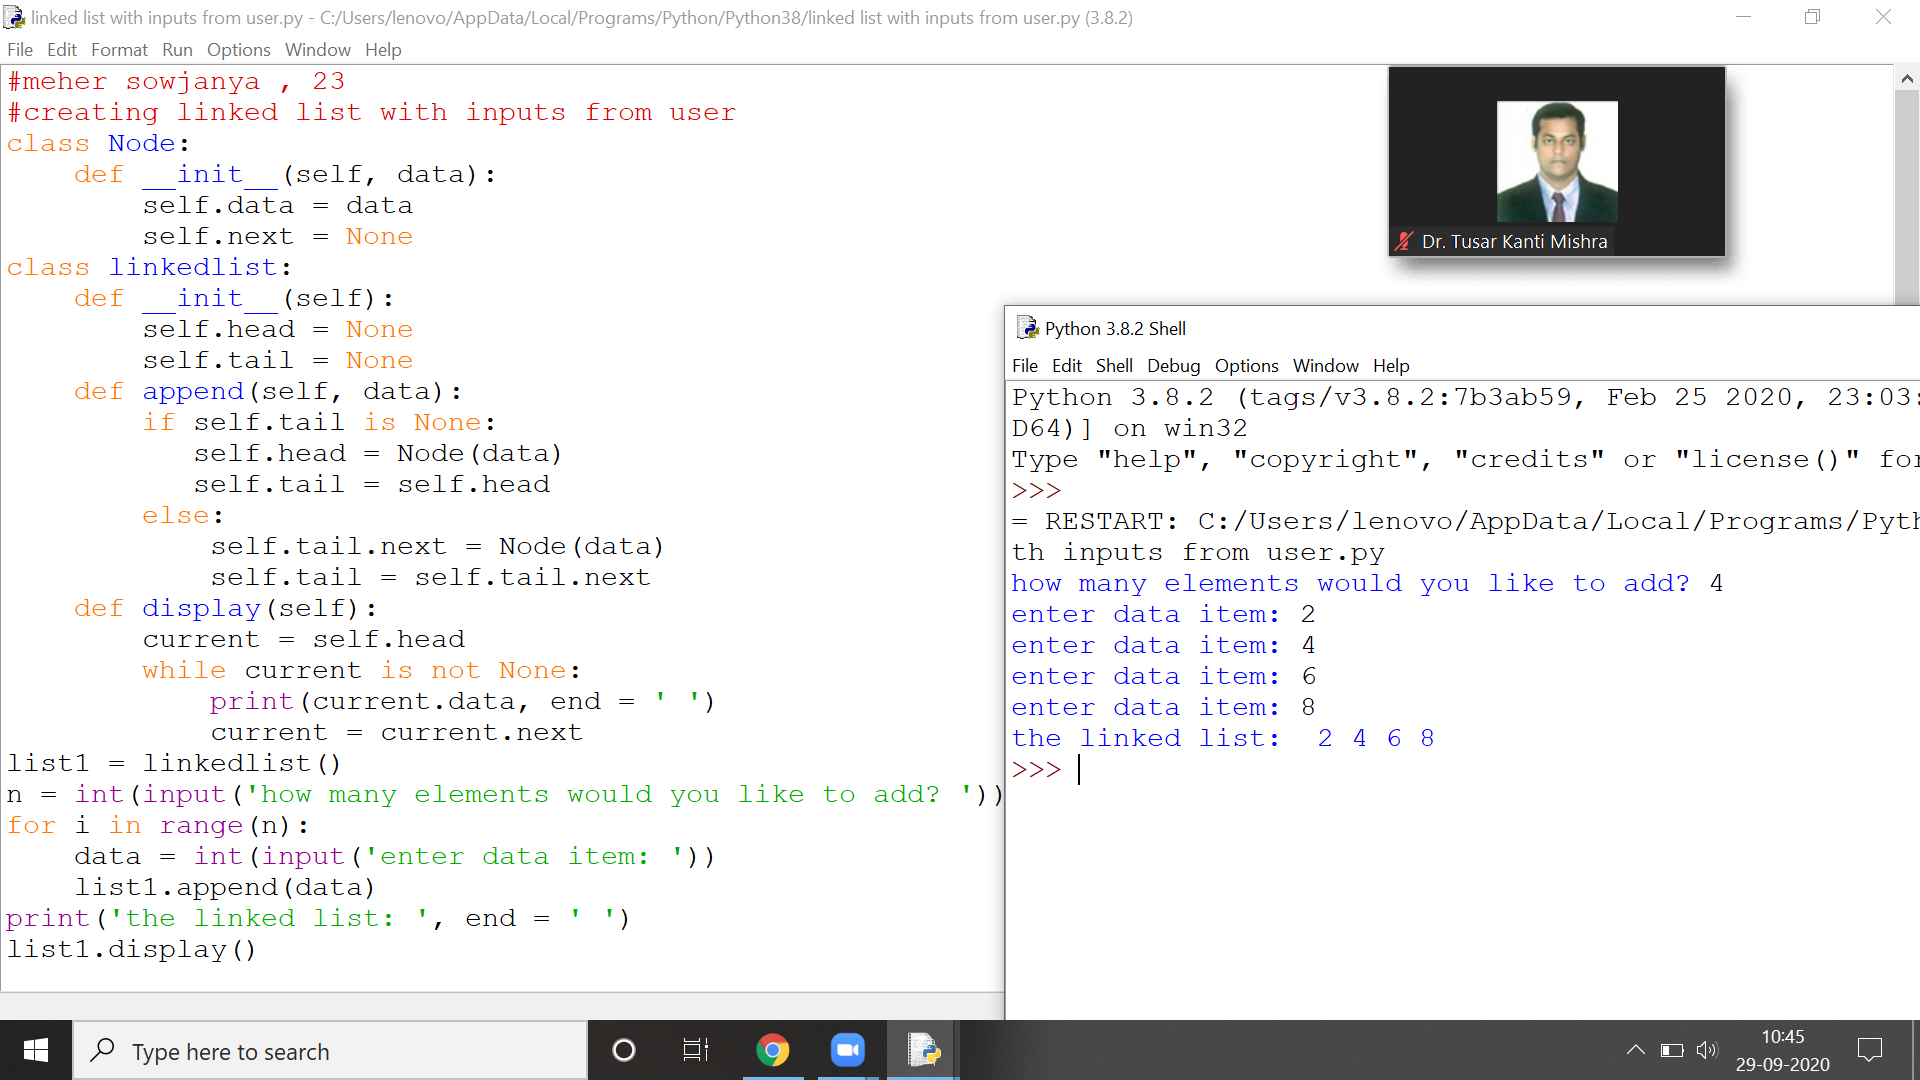 linked list with inputs from user.py - C:/Users/lenovo/AppData/Local/Programs/Python/Python38/linked list with inputs from user.py (3.8.2)
File Edit Format Run Options Window Help
#meher sowjanya , 23
#creating linked list with inputs from user
class Node:
    def __init__(self, data):
        self.data = data
        self.next = None
class linkedlist:
    def __init__(self):
        self.head = None
        self.tail = None
    def append(self, data):
        if self.tail is None:
           self.head = Node(data)
           self.tail = self.head
        else:
            self.tail.next = Node(data)
            self.tail = self.tail.next
    def display(self):
        current = self.head
        while current is not None:
            print(current.data, end = ' ')
            current = current.next
list1 = linkedlist()
n = int(input('how many elements would you like to add? '))
for i in range(n):
    data = int(input('enter data item: '))
    list1.append(data)
print('the linked list: ', end = ' ')
list1.display()
Dr. Tusar Kanti Mishra
Python 3.8.2 Shell
File Edit Shell Debug Options Window Help
Python 3.8.2 (tags/v3.8.2:7b3ab59, Feb 25 2020, 23:03:
D64)] on win32
Type "help", "copyright", "credits" or "license()" for
>>>
= RESTART: C:/Users/lenovo/AppData/Local/Programs/Pyth
th inputs from user.py
how many elements would you like to add? 4
enter data item: 2
enter data item: 4
enter data item: 6
enter data item: 8
the linked list:  2 4 6 8
>>>
Type here to search
10:45
29-09-2020